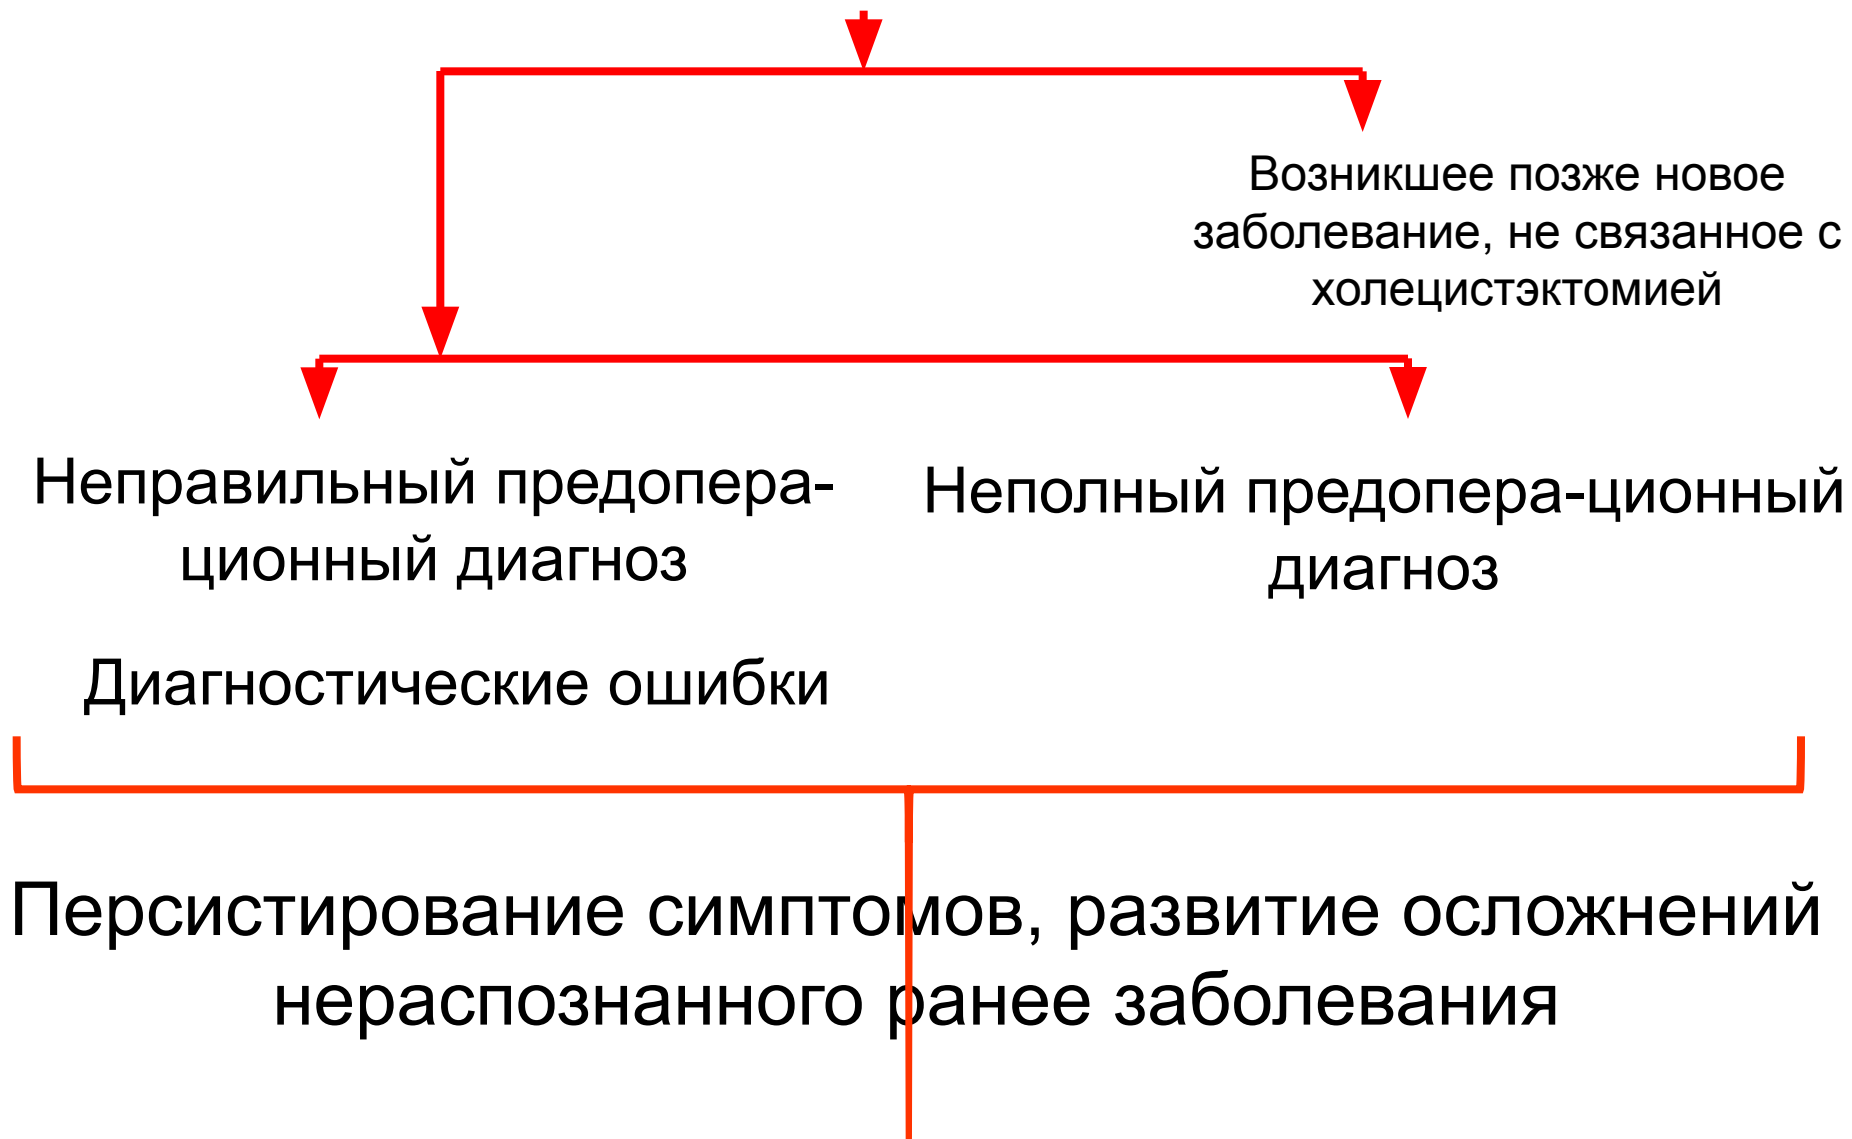 Возникшее позже новое
заболевание, не связанное с
холецистэктомией
Неправильный предопера-
ционный диагноз
Неполный предопера-ционный
диагноз
Диагностические ошибки
Персистирование симптомов, развитие осложнений
нераспознанного ранее заболевания